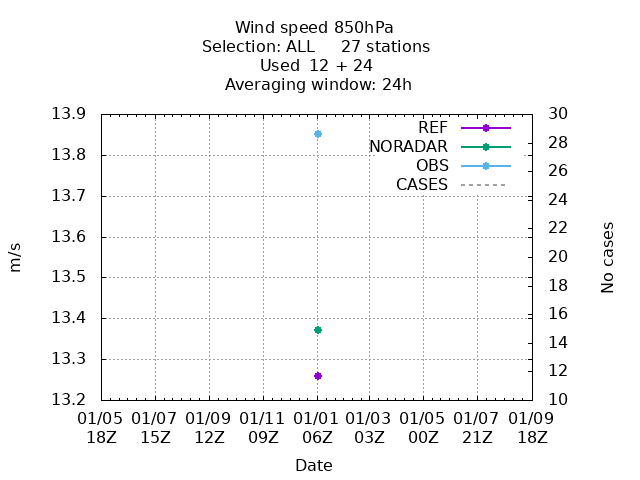 Wind speed 850hPa
Selection: ALL     27 stations
Used  12 + 24
Averaging window: 24h
13.9
13.8
13.7
13.6
13.5
13.4
13.3
13.2
m/s
REF
NORADAR
OBS
CASES
30
28
26
24
22
20
18
16
14
12
10
No cases
01/05 01/07 01/09 01/11 01/01 01/03 01/05 01/07 01/09
18Z 15Z 12Z 09Z 06Z 03Z 00Z 21Z 18Z
Date